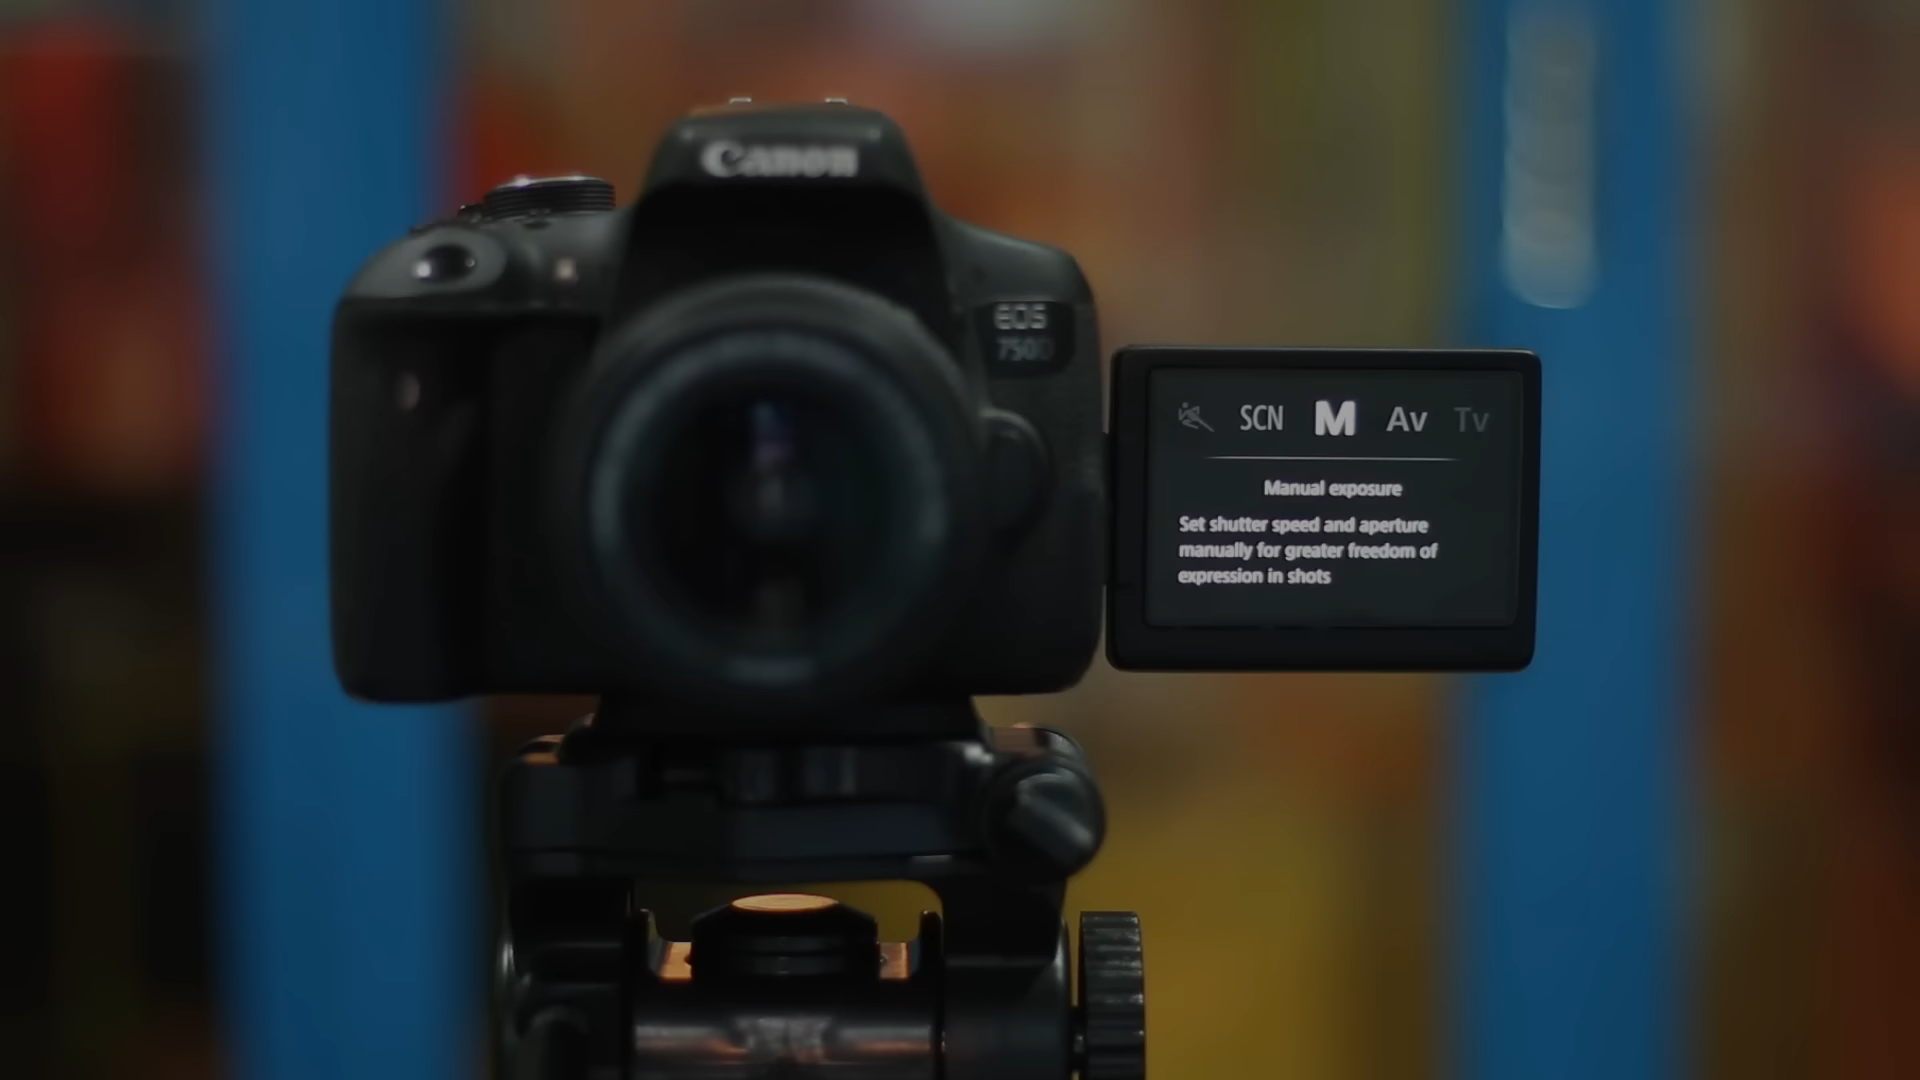 Canon
EOS
750D
SCN M Av Tv
Manual exposure
Set shutter speed and aperture
manually for greater freedom of
expression in shots